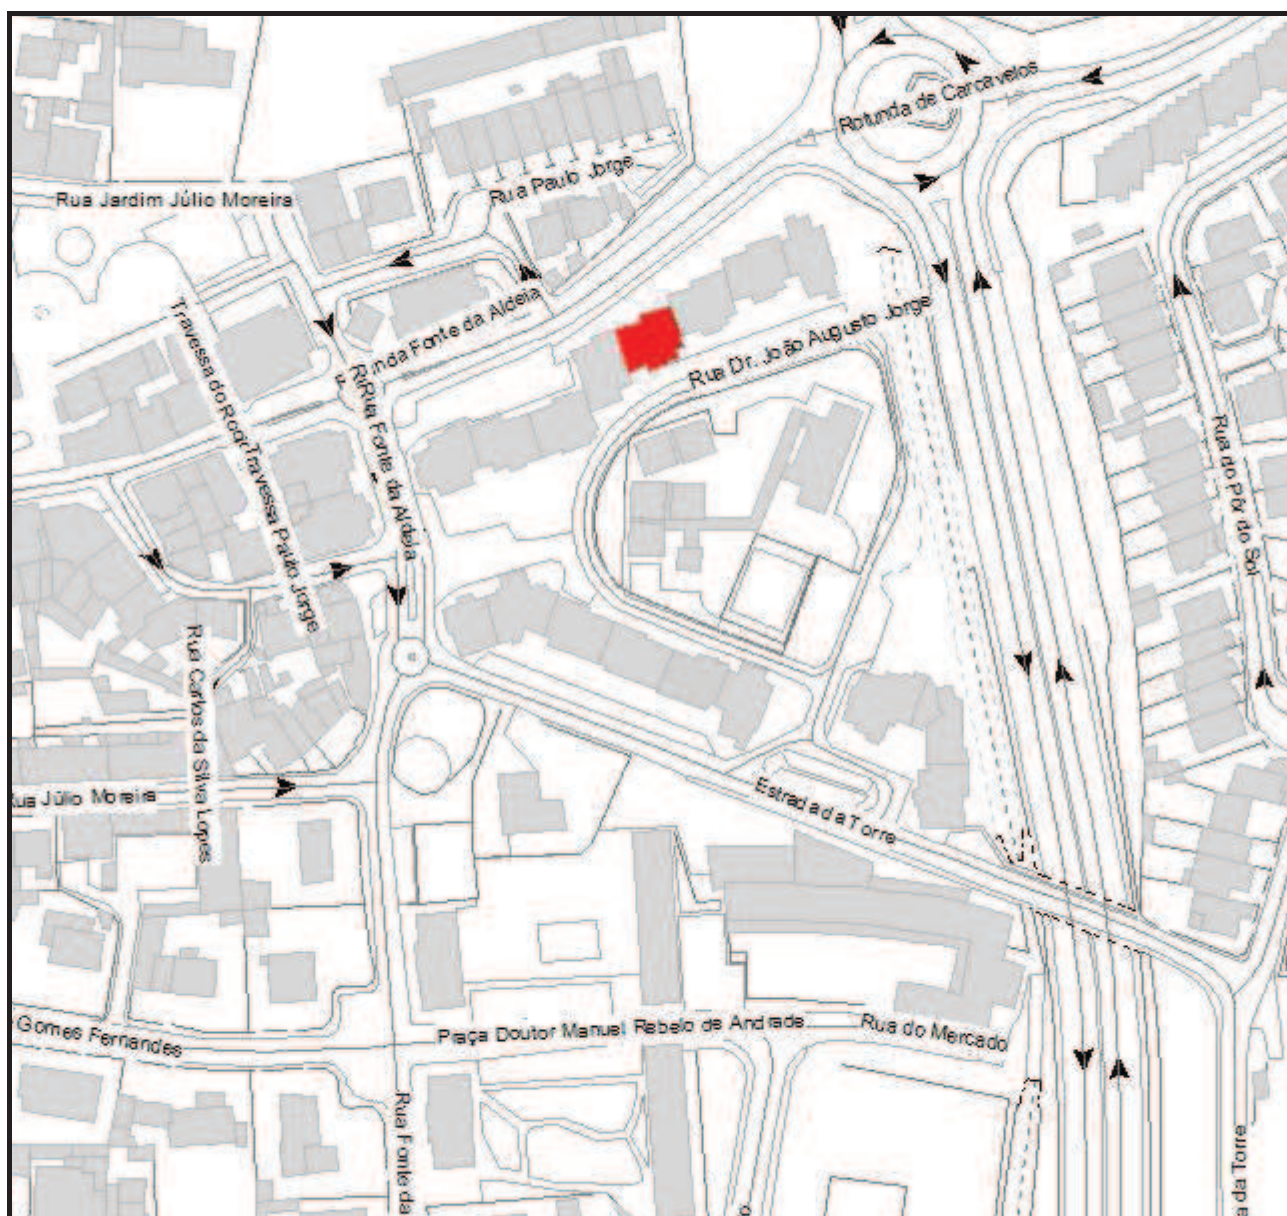 Rotunda de Carcavelos
Rua Paulo Jorge
Rua Jardim Júlio Moreira
Fonte da Aldeia
Travessa do
Rua Dr. João Augusto Jorge
Rua Fonte da Aldeia
Travessa Paulo Jorge
Rua do Pôr do Sol
Rua Carlos da Silva Lopes
Rua Júlio Moreira
Estrada da Torre
Gomes Fernandes
Praça Doutor Manuel Rebelo de Andrade
Rua do Mercado
Rua Fonte da
da Torre